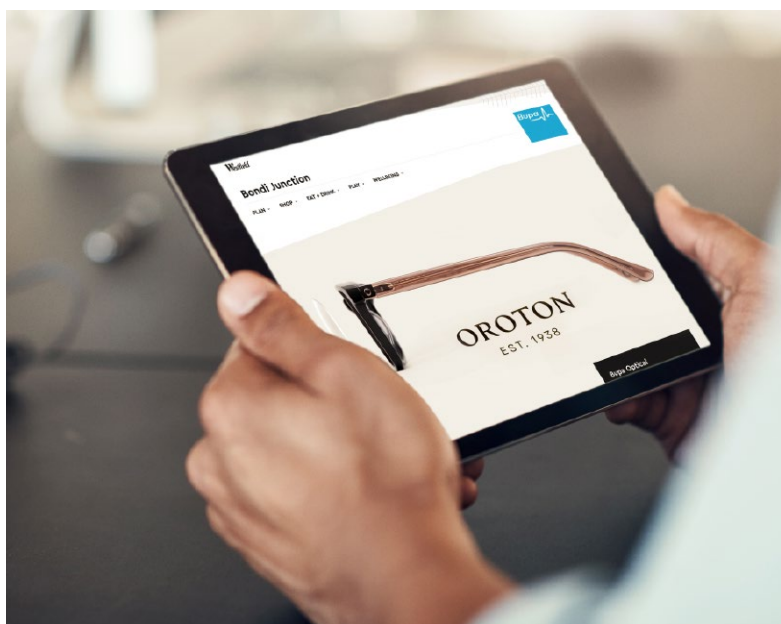 Westfield
Bondi Junction
PLAN SHOP EAT + DRINK PLAY WELLBEING
Bupa
OROTON
EST. 1938
Bupa Optical